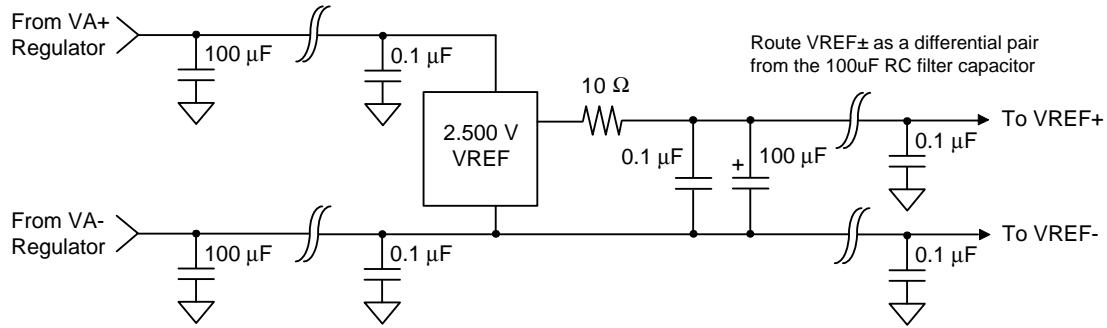 From VA+
Regulator
100 μF
0.1 μF
Route VREF± as a differential pair
from the 100uF RC filter capacitor
10 Ω
2.500 V
VREF
0.1 μF
+
100 μF
To VREF+
0.1 μF
From VA-
Regulator
100 μF
0.1 μF
To VREF-
0.1 μF